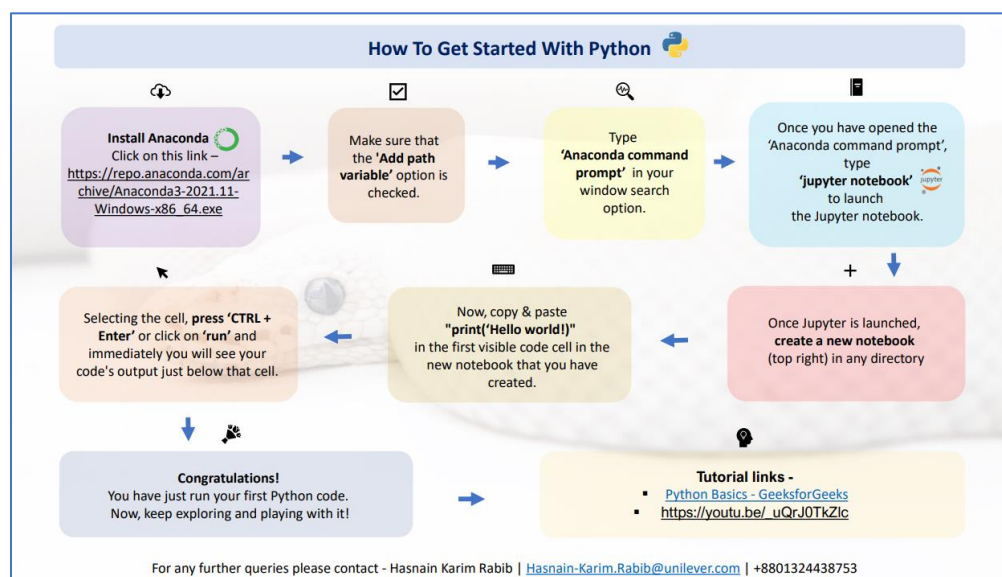 How To Get Started With Python
Install Anaconda
Click on this link –
https://repo.anaconda.com/ar
chive/Anaconda3-2021.11-
Windows-x86_64.exe
Make sure that
the 'Add path
variable' option is
checked.
Type
‘Anaconda command
prompt’ in your
window search
option.
Once you have opened the
‘Anaconda command prompt’,
type
‘jupyter notebook’
jupyter
to launch
the Jupyter notebook.
Once Jupyter is launched,
create a new notebook
(top right) in any directory
Now, copy & paste
"print(‘Hello world!)"
in the first visible code cell in the
new notebook that you have
created.
Selecting the cell, press ‘CTRL +
Enter’ or click on ‘run’ and
immediately you will see your
code's output just below that cell.
Congratulations!
You have just run your first Python code.
Now, keep exploring and playing with it!
Tutorial links -
▪ Python Basics - GeeksforGeeks
▪ https://youtu.be/_uQrJ0TkZlc
For any further queries please contact - Hasnain Karim Rabib | Hasnain-Karim.Rabib@unilever.com | +8801324438753